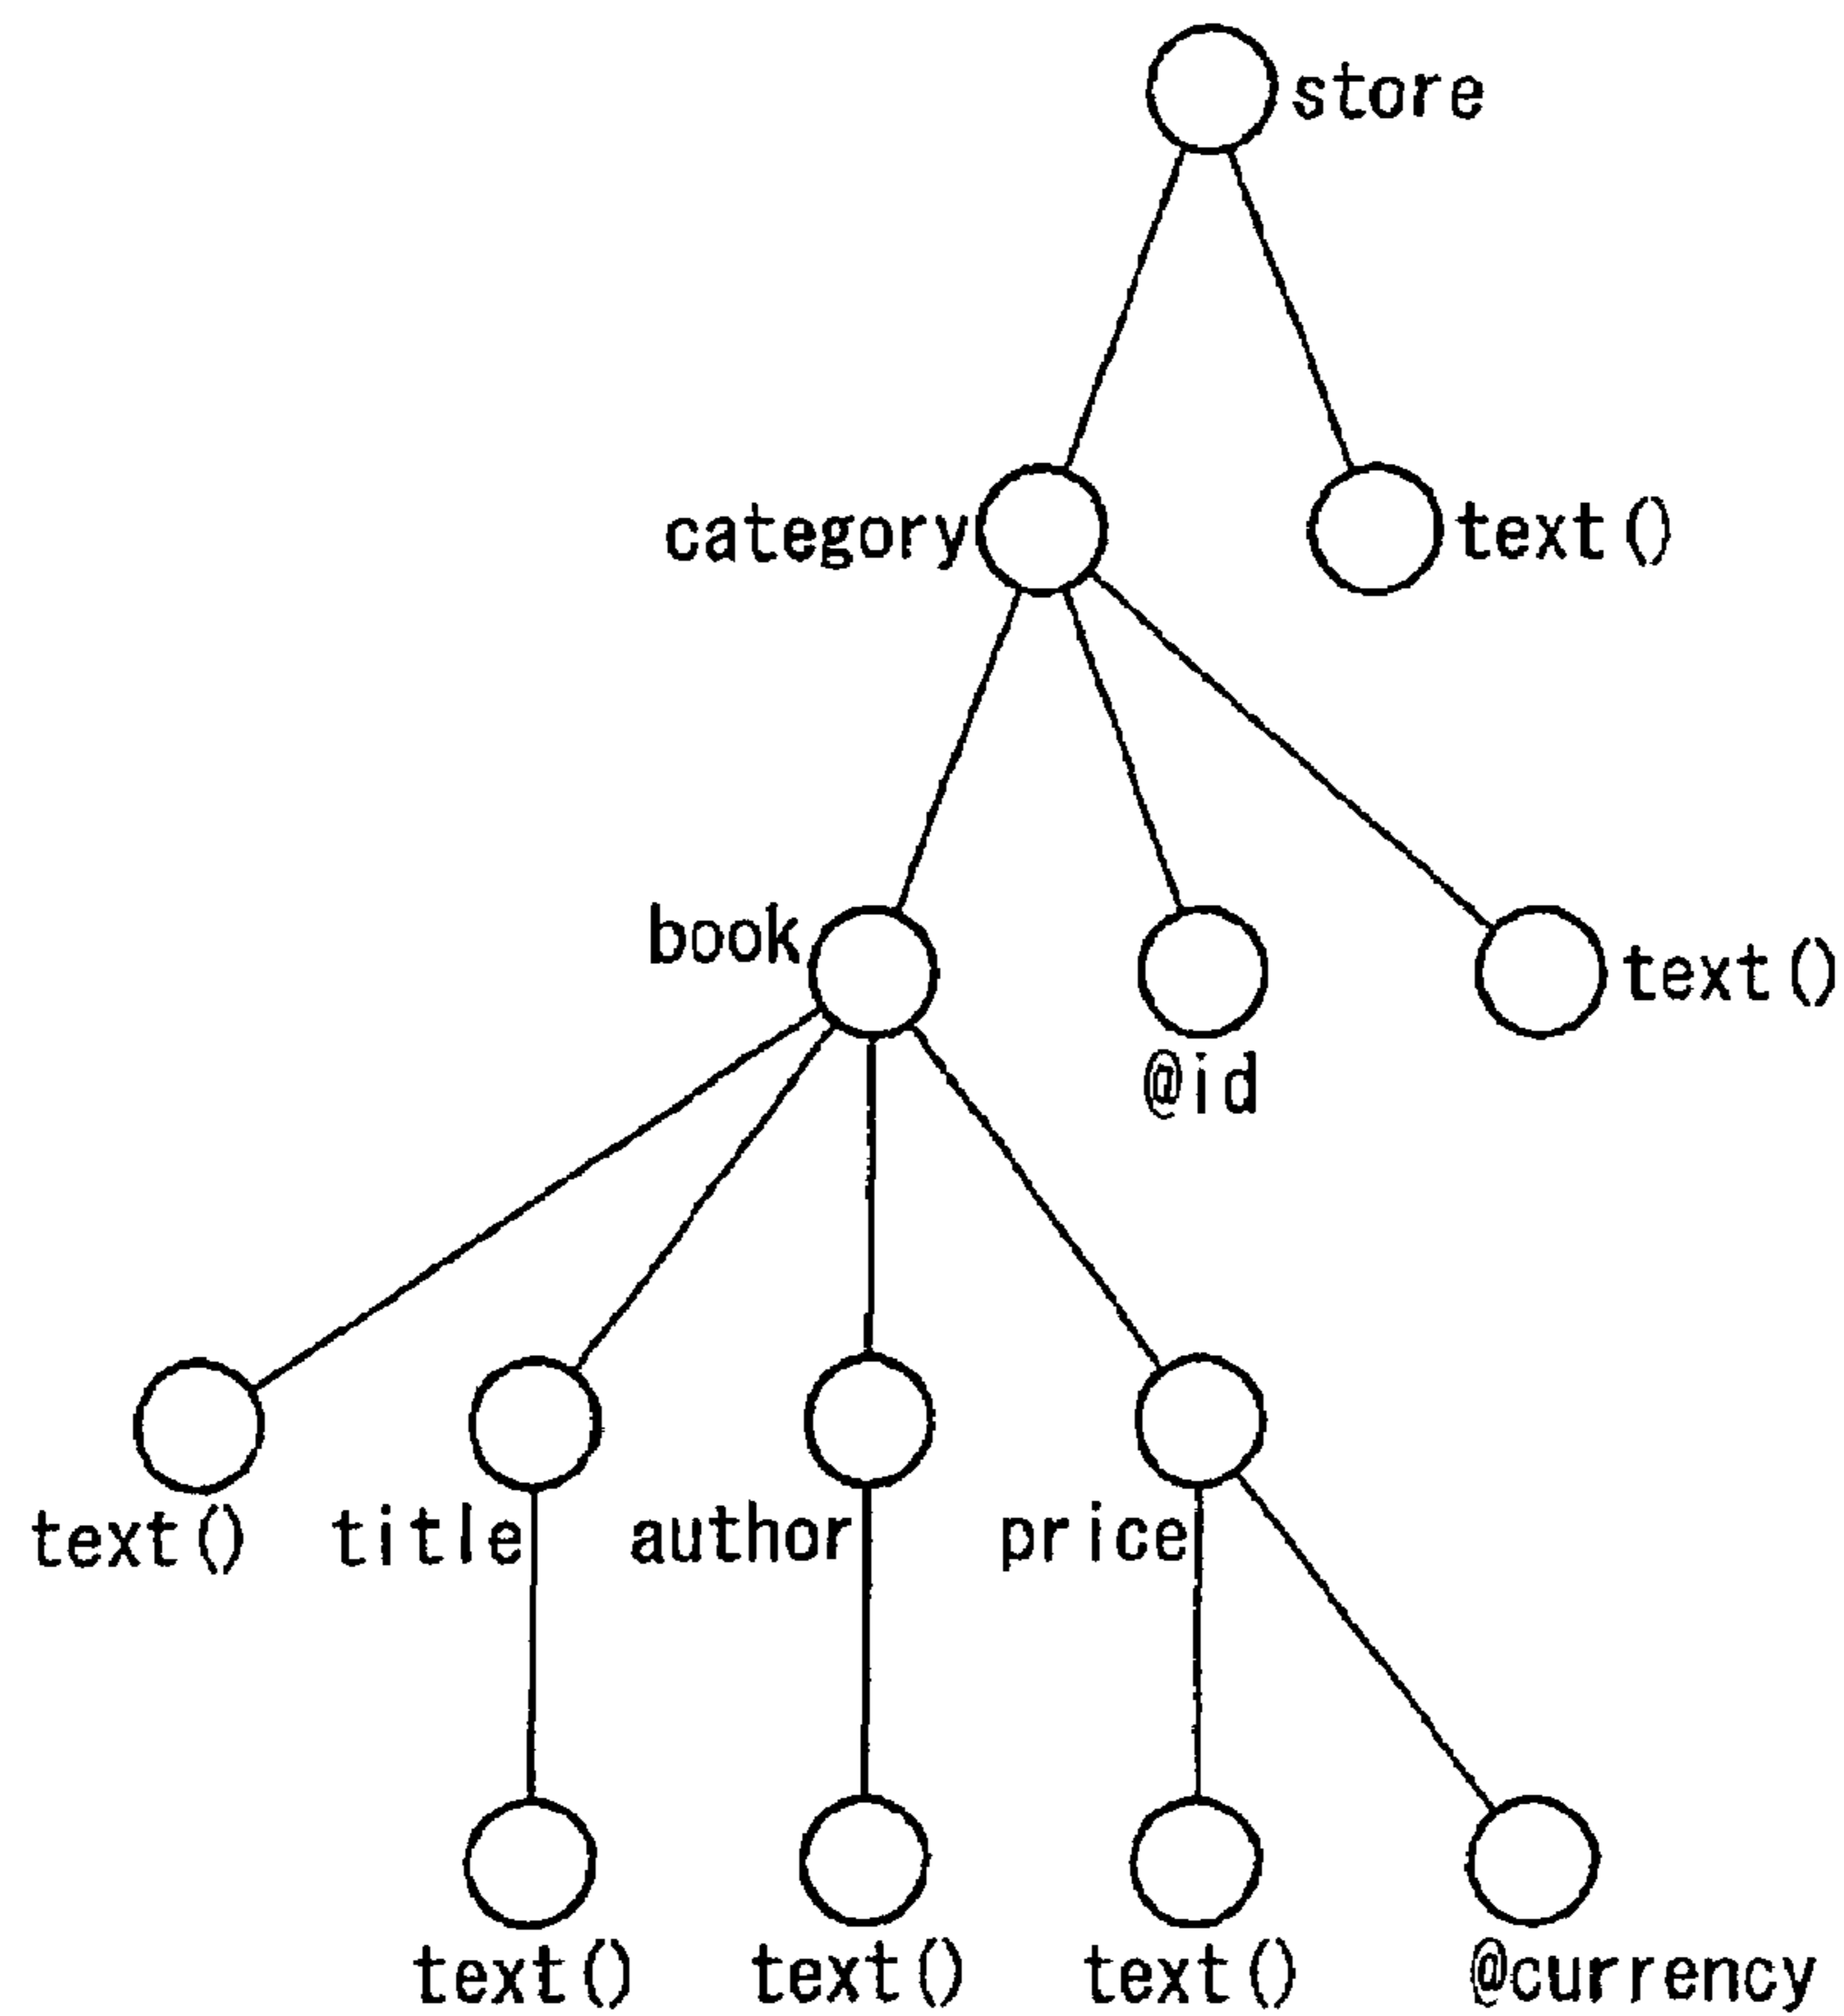 store
category text()
book text()
@id
text() title author price
text() text() text() @currency